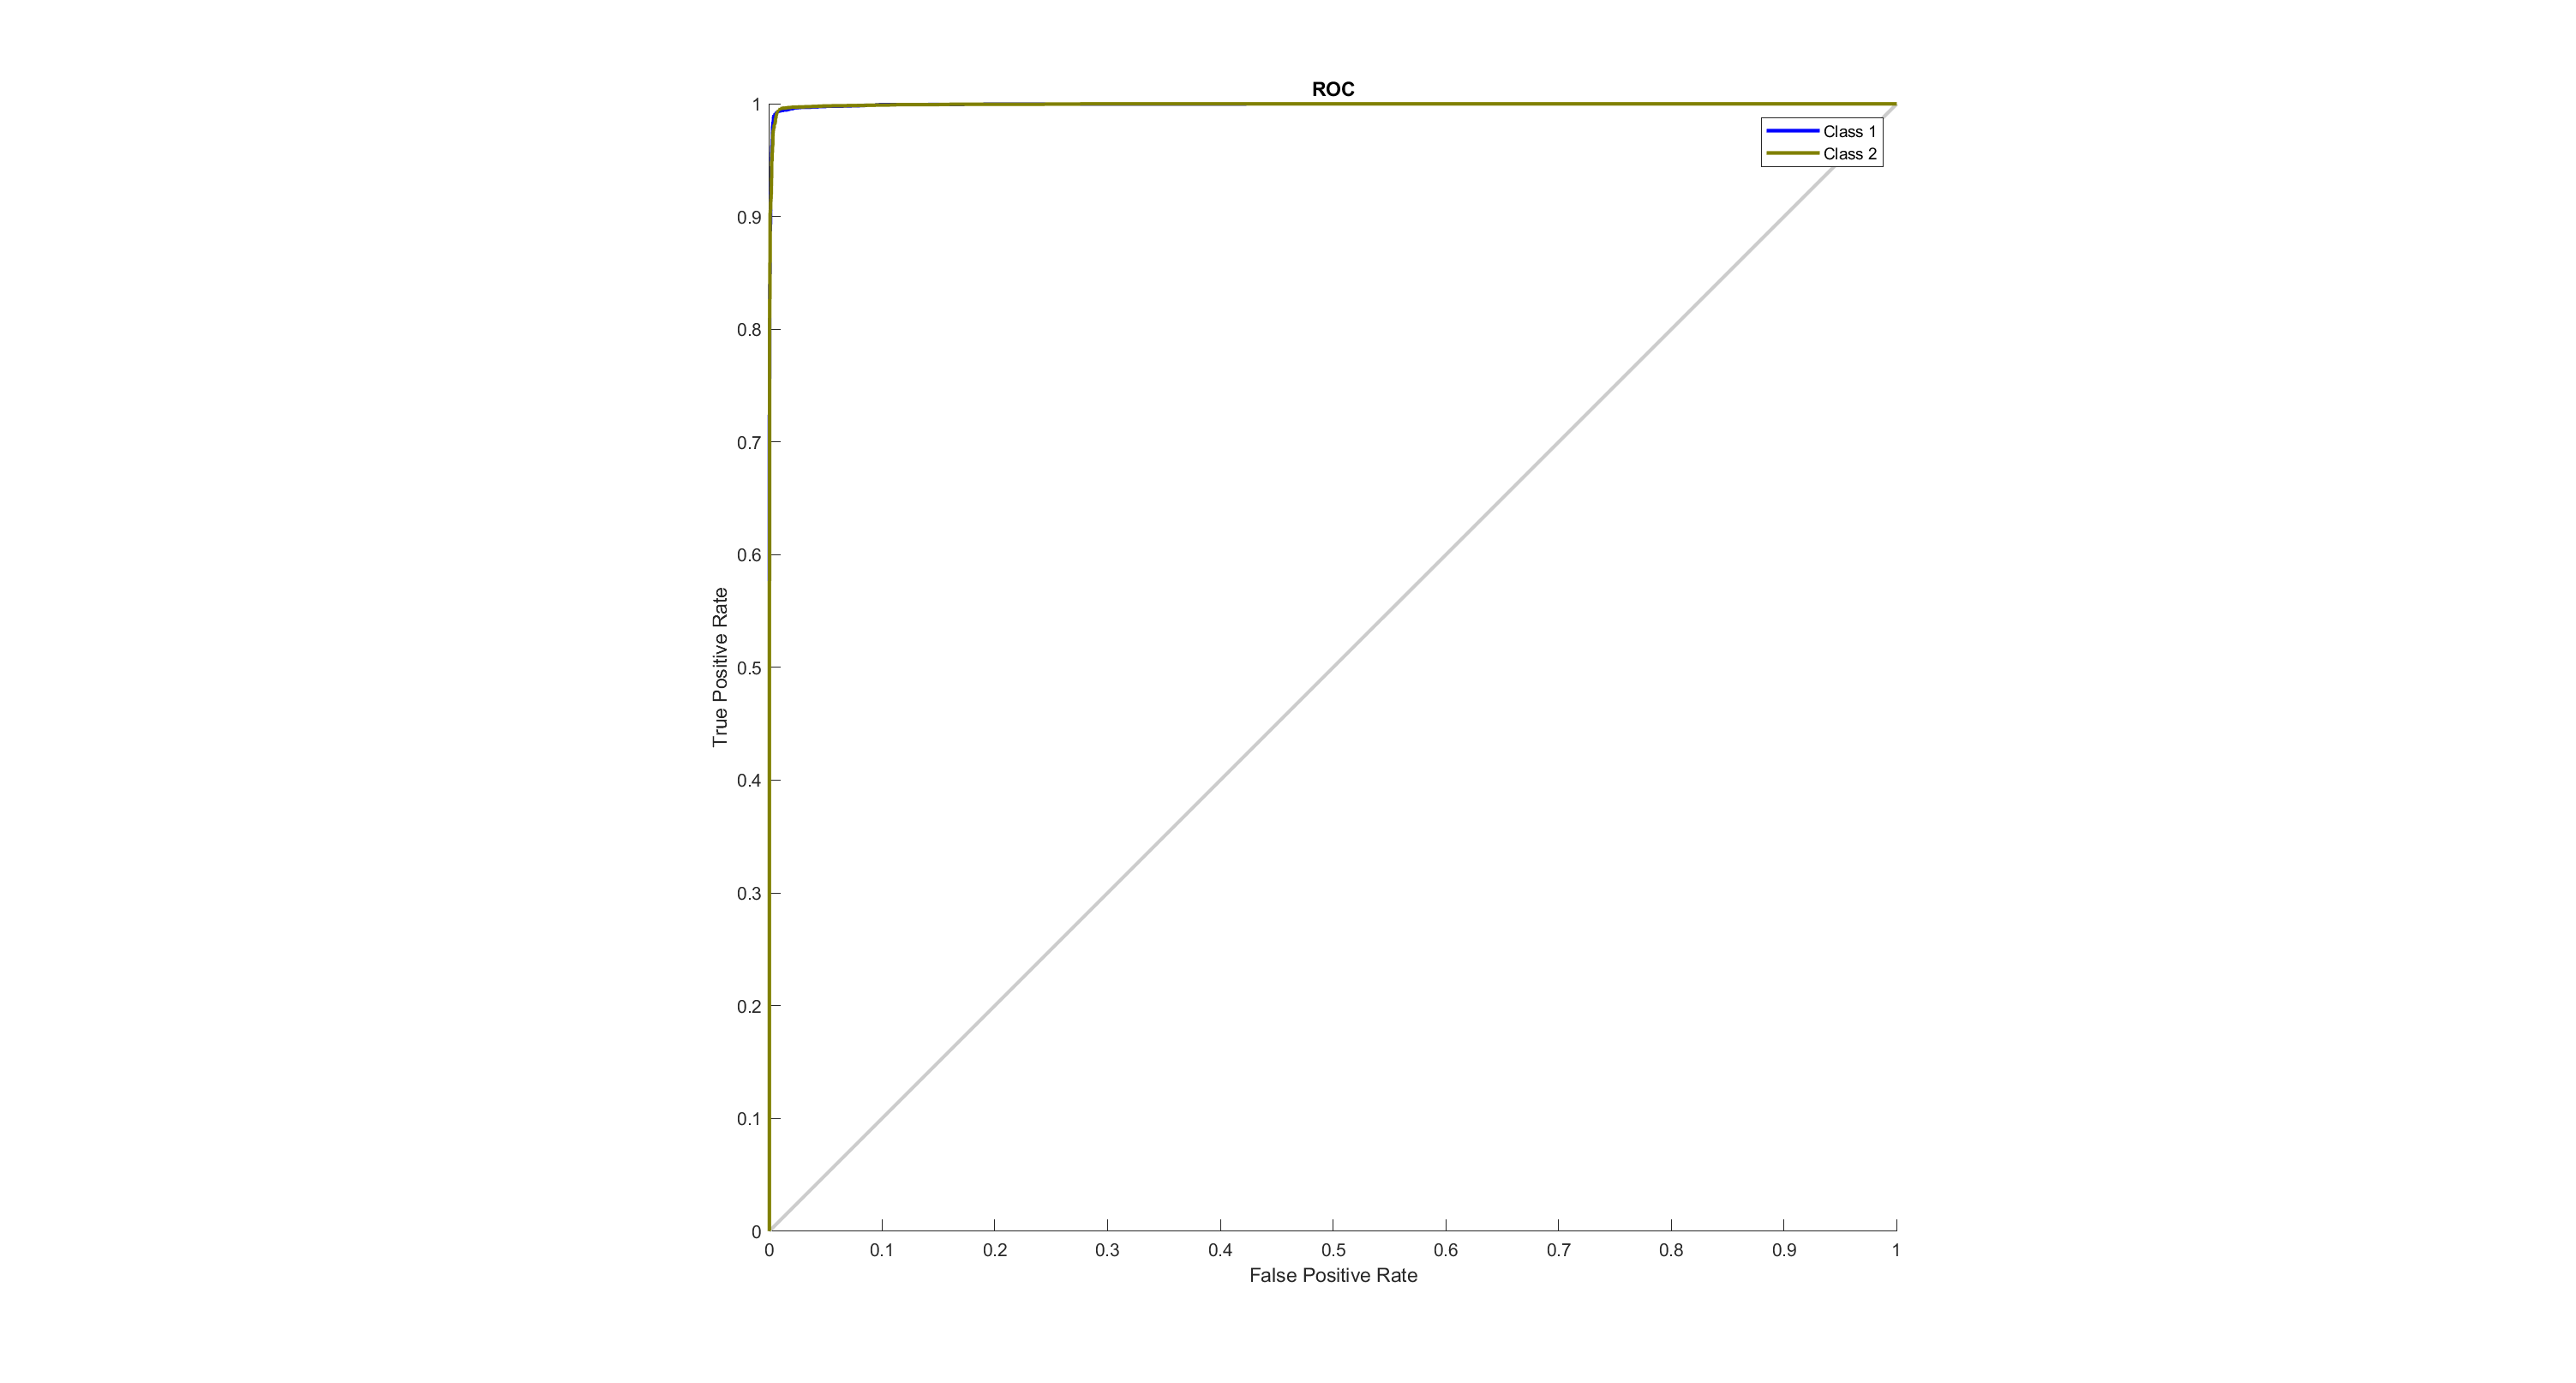 ROC
Class 1
Class 2
1
0.9
0.8
0.7
0.6
0.5
0.4
0.3
0.2
0.1
0
True Positive Rate
0 0.1 0.2 0.3 0.4 0.5 0.6 0.7 0.8 0.9 1
False Positive Rate